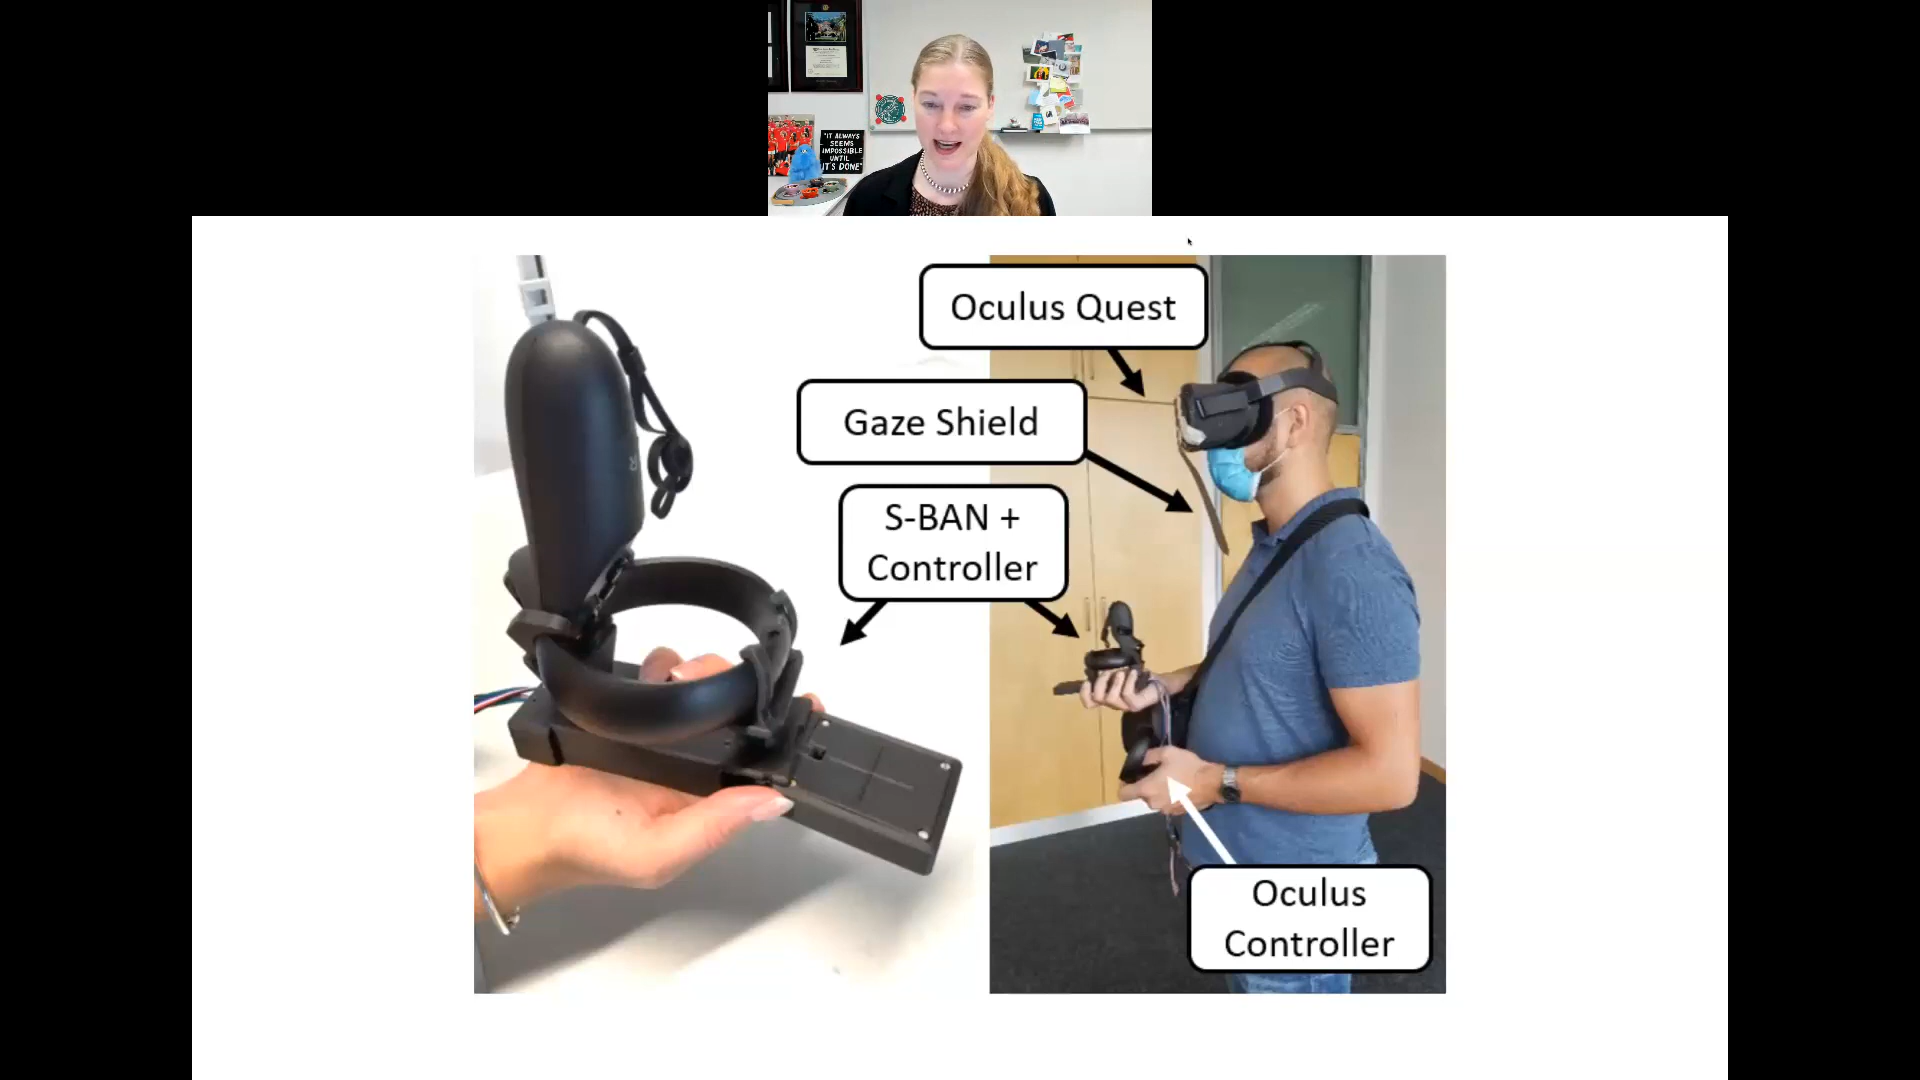 "IT ALWAYS
SEEMS
IMPOSSIBLE
UNTIL
IT'S DONE"
Oculus Quest
Gaze Shield
S-BAN +
Controller
Oculus
Controller
R